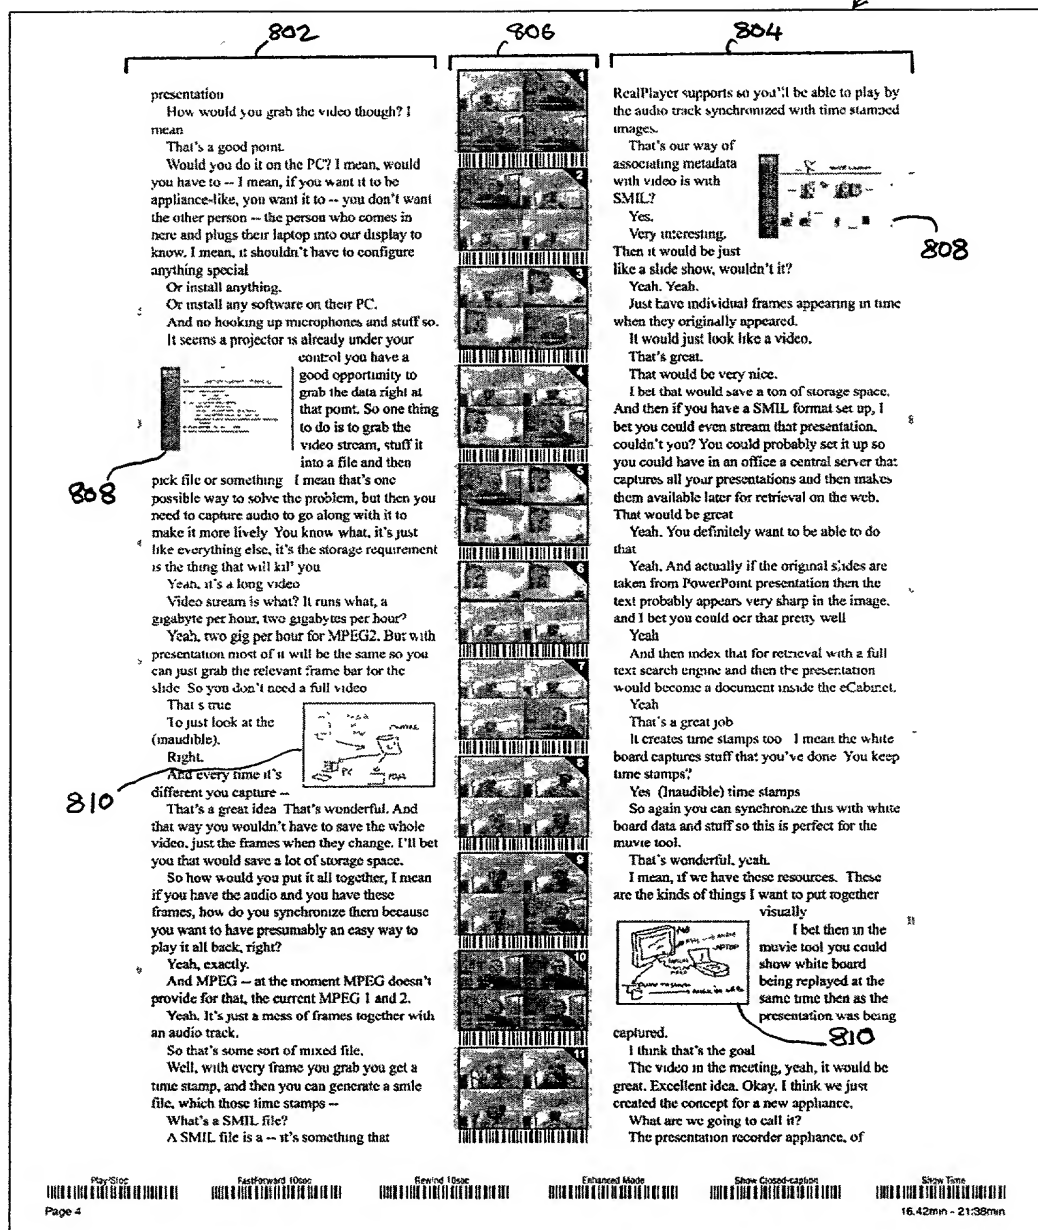 802
806
804
presentation
How would you grab the video though? I
mean
That's a good point.
Would you do it on the PC? I mean, would
you have to -- I mean, if you want it to be
appliance-like, you want it to -- you don't want
the other person -- the person who comes in
here and plugs their laptop into our display to
know. I mean, it shouldn't have to configure
anything special
Or install anything.
Or install any software on their PC.
And no hooking up microphones and stuff so.
It seems a projector is already under your
control you have a
good opportunity to
grab the data right at
that point. So one thing
to do is to grab the
video stream, stuff it
into a file and then
808
pick file or something I mean that's one
possible way to solve the problem, but then you
need to capture audio to go along with it to
make it more lively You know what, it's just
like everything else, it's the storage requirement
is the thing that will kill you
Yeah, it's a long video
Video stream is what? It runs what, a
gigabyte per hour, two gigabytes per hour?
Yeah, two gig per hour for MPEG2. But with
presentation most of it will be the same so you
can just grab the relevant frame bar for the
slide So you don't need a full video
That s true
To just look at the
(inaudible).
Right.
And every time it's
different you capture --
PC
PDA
810
That's a great idea That's wonderful. And
that way you wouldn't have to save the whole
video, just the frames when they change. I'll bet
you that would save a lot of storage space.
So how would you put it all together, I mean
if you have the audio and you have these
frames, how do you synchronize them because
you want to have presumably an easy way to
play it all back, right?
Yeah, exactly.
And MPEG -- at the moment MPEG doesn't
provide for that, the current MPEG 1 and 2.
Yeah. It's just a mess of frames together with
an audio track.
So that's some sort of mixed file.
Well, with every frame you grab you get a
time stamp, and then you can generate a smile
file, which those time stamps --
What's a SMIL file?
A SMIL file is a -- it's something that
1
2
3
4
5
6
7
8
9
10
11
RealPlayer supports so you'll be able to play by
the audio track synchronized with time stamped
images.
That's our way of
associating metadata
with video is with
SMIL?
Yes.
Very interesting.
Then it would be just
808
like a slide show, wouldn't it?
Yeah. Yeah.
Just have individual frames appearing in time
when they originally appeared.
It would just look like a video.
That's great.
That would be very nice.
I bet that would save a ton of storage space.
And then if you have a SMIL format set up, I
bet you could even stream that presentation,
couldn't you? You could probably set it up so
you could have in an office a central server that
captures all your presentations and then makes
them available later for retrieval on the web.
That would be great
Yeah. You definitely want to be able to do
that
Yeah. And actually if the original slides are
taken from PowerPoint presentation then the
text probably appears very sharp in the image.
and I bet you could ocr that pretty well
Yeah
And then index that for retrieval with a full
text search engine and then the presentation
would become a document inside the eCabinet.
Yeah
That's a great job
It creates time stamps too I mean the white
board captures stuff that you've done You keep
time stamps?
Yes (Inaudible) time stamps
So again you can synchronize this with white
board data and stuff so this is perfect for the
muvie tool.
That's wonderful, yeah.
I mean, if we have these resources. These
are the kinds of things I want to put together
visually
I bet then in the
muvie tool you could
show white board
being replayed at the
same time then as the
presentation was being
810
captured.
I think that's the goal
The video in the meeting, yeah, it would be
great. Excellent idea. Okay. I think we just
created the concept for a new appliance.
What are we going to call it?
The presentation recorder appliance, of
Play/Stop
FastForward 10sec
Rewind 10sec
Enhanced Mode
Show Closed-caption
Show Time
Page 4
16.42min - 21:38min